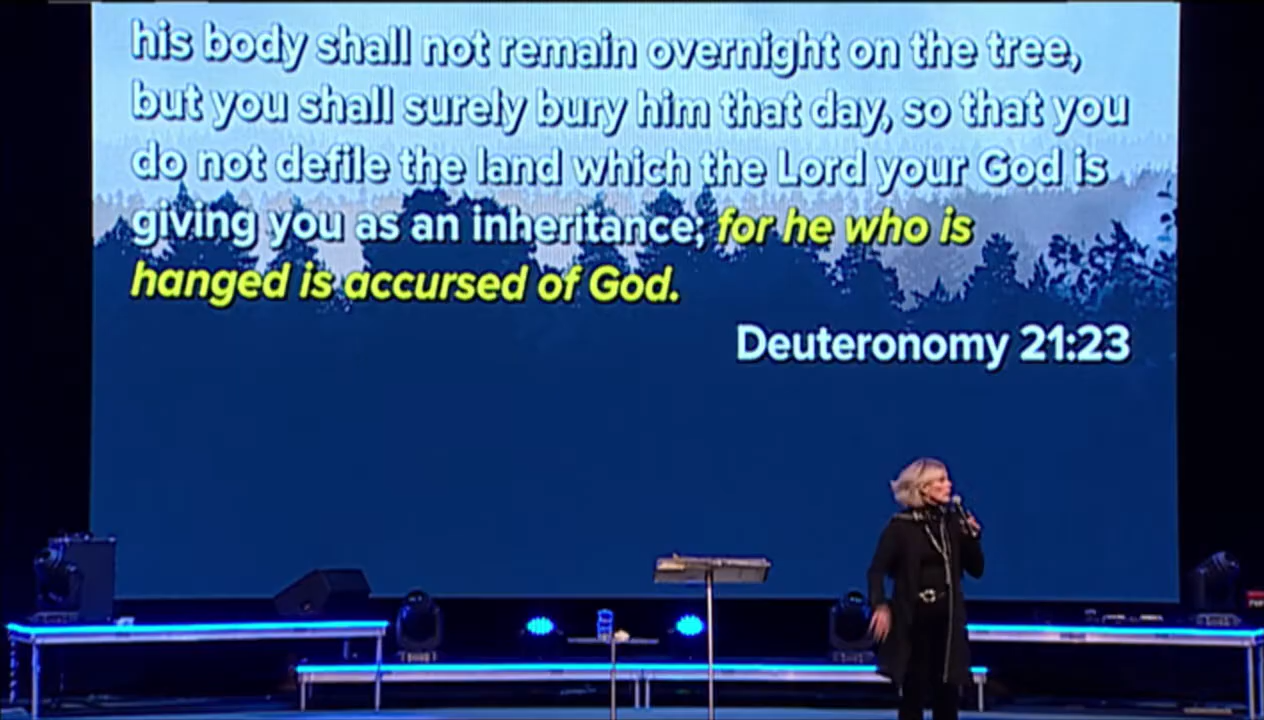 his body shall not remain overnight on the tree,
but you shall surely bury him that day, so that you
do not defile the land which the Lord your God is
giving you as an inheritance; for he who is
hanged is accursed of God.
Deuteronomy 21:23